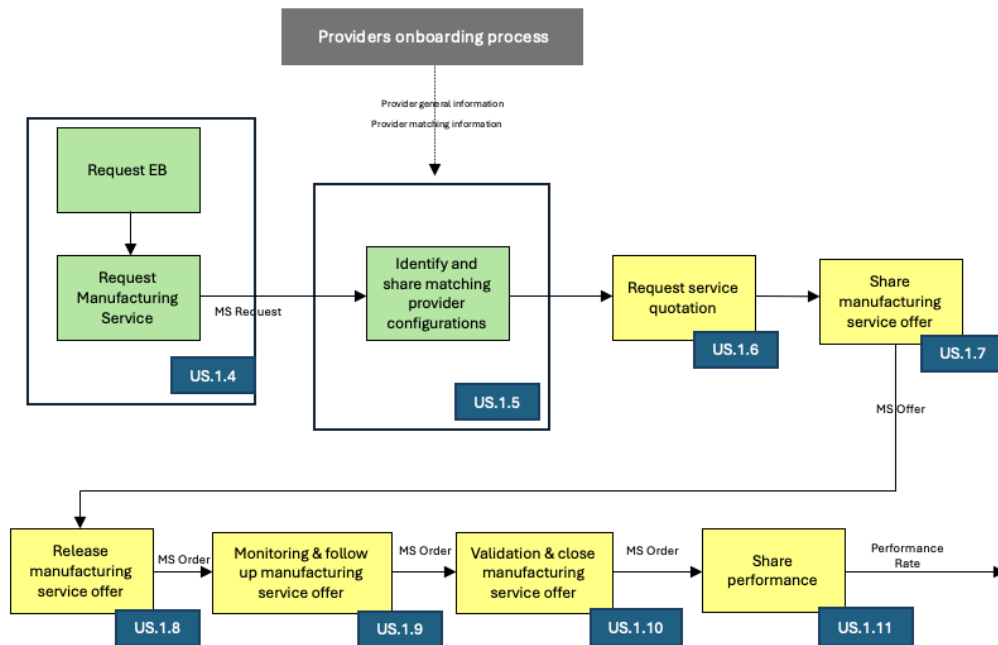 Providers onboarding process
Provider general information
Provider matching information
Request EB
Request
Manufacturing
Service
US.1.4
MS Request
Identify and
share matching
provider
configurations
US.1.5
Request service
quotation
US.1.6
Share
manufacturing
service offer
US.1.7
MS Offer
Release
manufacturing
service offer
US.1.8
MS Order
Monitoring & follow
up manufacturing
service offer
US.1.9
MS Order
Validation & close
manufacturing
service offer
US.1.10
MS Order
Share
performance
US.1.11
Performance
Rate